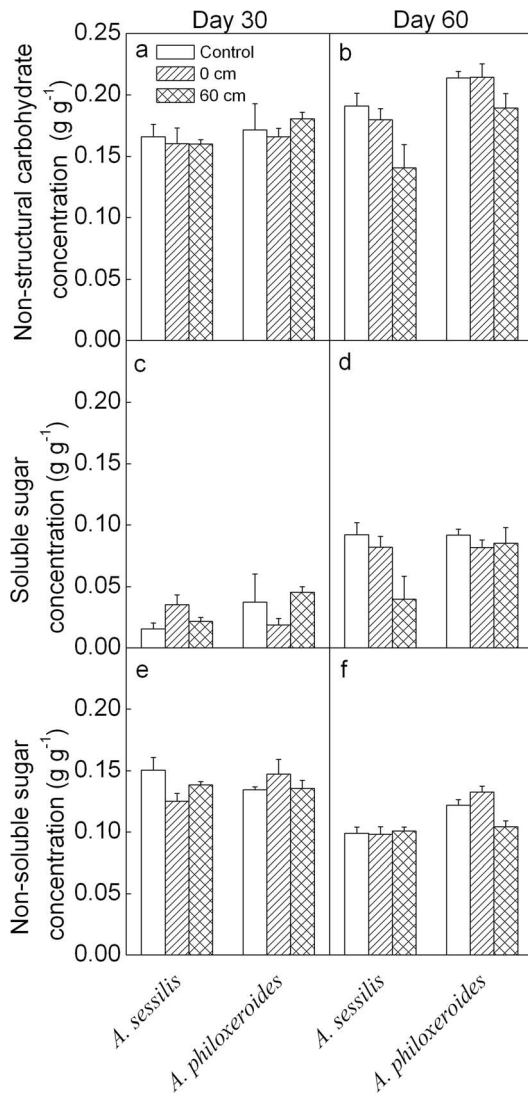 Day 30 Day 60
Non-structural carbohydrate
concentration (g g⁻¹)
0.25
0.20
0.15
0.10
0.05
0.00
a
Control
0 cm
60 cm
b
Soluble sugar
concentration (g g⁻¹)
0.20
0.15
0.10
0.05
0.00
c
d
Non-soluble sugar
concentration (g g⁻¹)
0.20
0.15
0.10
0.05
0.00
e
f
A. sessilis
A. philoxeroides
A. sessilis
A. philoxeroides